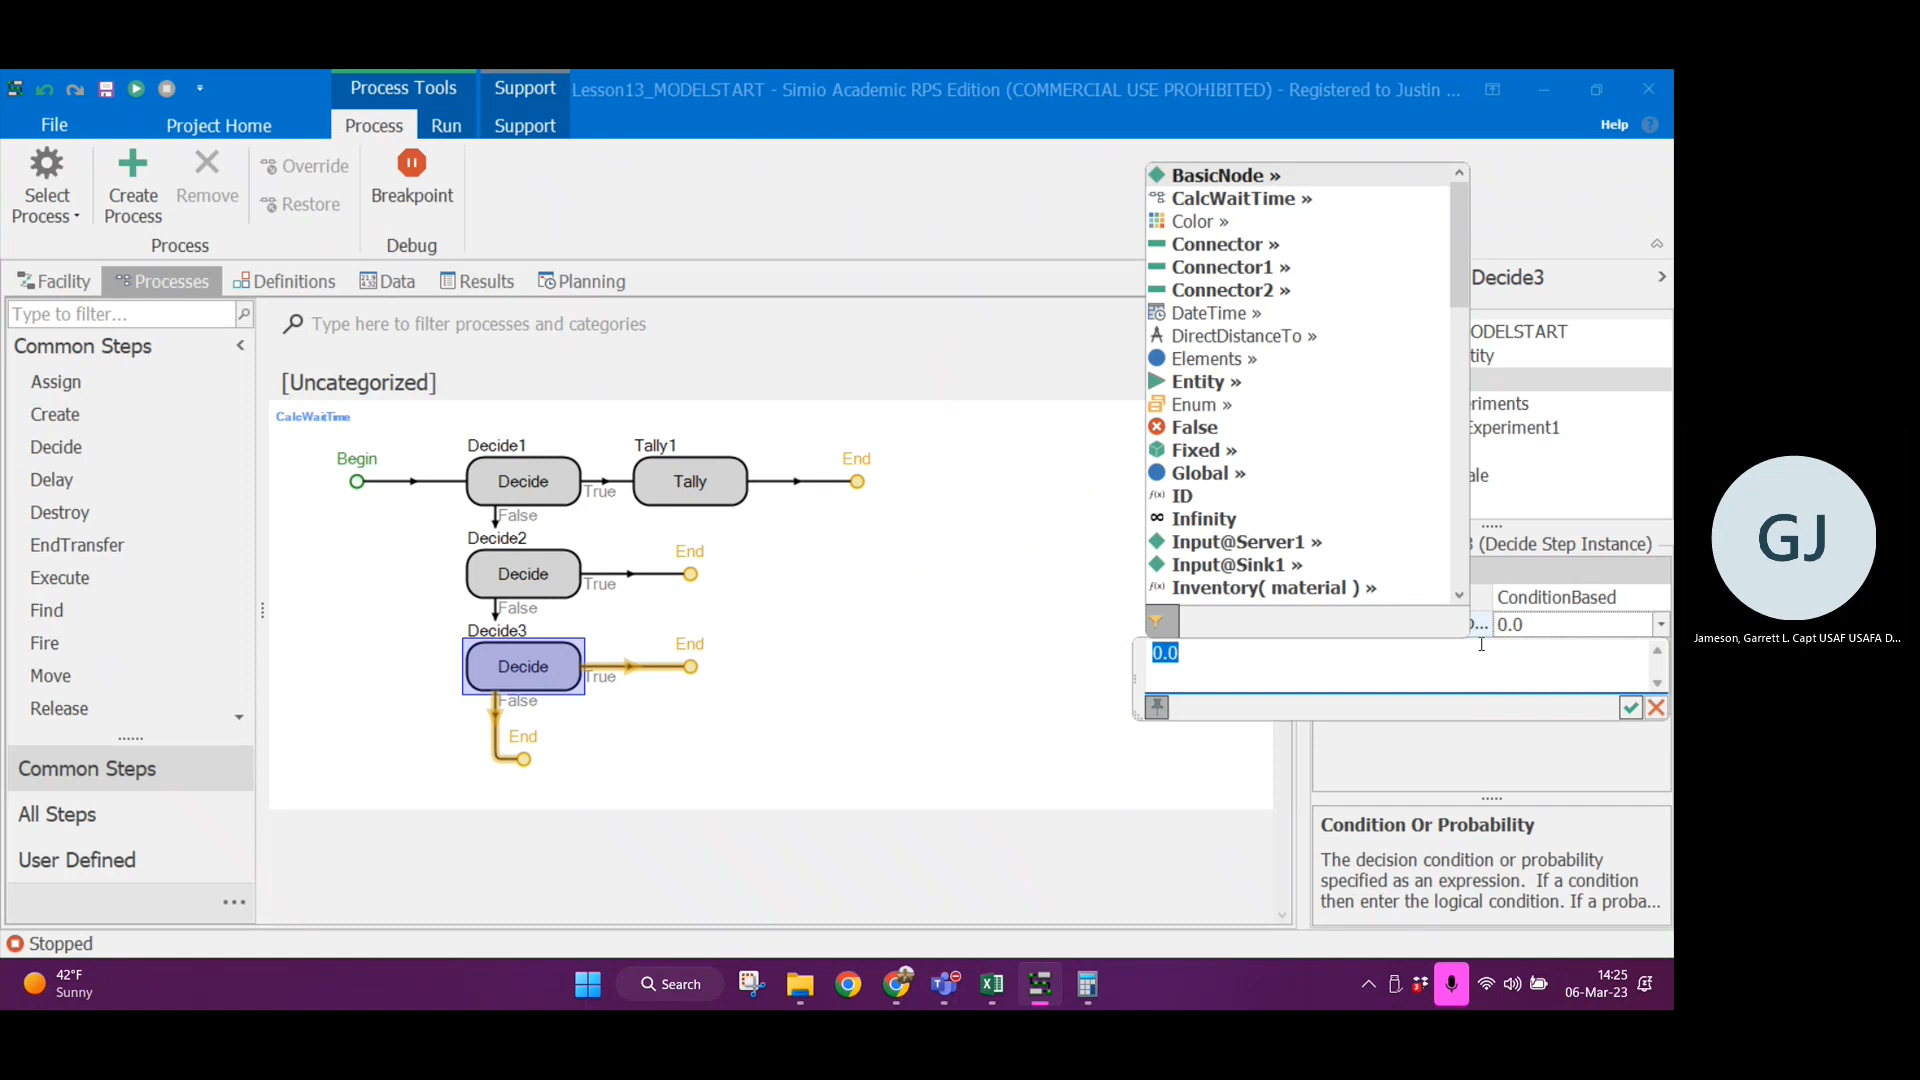 Process Tools
Support
Lesson13_MODELSTART - Simio Academic RPS Edition (COMMERCIAL USE PROHIBITED) - Registered to Justin ...
File
Project Home
Process
Run
Support
Help
Select Process
Create Process
Remove
Override
Restore
Breakpoint
Process
Debug
Facility
Processes
Definitions
Data
Results
Planning
Type to filter...
Common Steps
Assign
Create
Decide
Delay
Destroy
EndTransfer
Execute
Find
Fire
Move
Release
Common Steps
All Steps
User Defined
Type here to filter processes and categories
[Uncategorized]
CalcWaitTime
Begin
Decide1
Decide
True
False
Tally1
Tally
End
Decide2
Decide
True
False
End
Decide3
Decide
True
False
End
End
BasicNode »
CalcWaitTime »
Color »
Connector »
Connector1 »
Connector2 »
DateTime »
DirectDistanceTo »
Elements »
Entity »
Enum »
False
Fixed »
Global »
ID
Infinity
Input@Server1 »
Input@Sink1 »
Inventory( material ) »
0.0
Decide3
ODELSTART
tity
riments
Experiment1
ale
3 (Decide Step Instance)
ConditionBased
o... 0.0
Condition Or Probability
The decision condition or probability
specified as an expression. If a condition
then enter the logical condition. If a proba...
Stopped
42°F
Sunny
Search
14:25
06-Mar-23
GJ
Jameson, Garrett L. Capt USAF USAFA D...